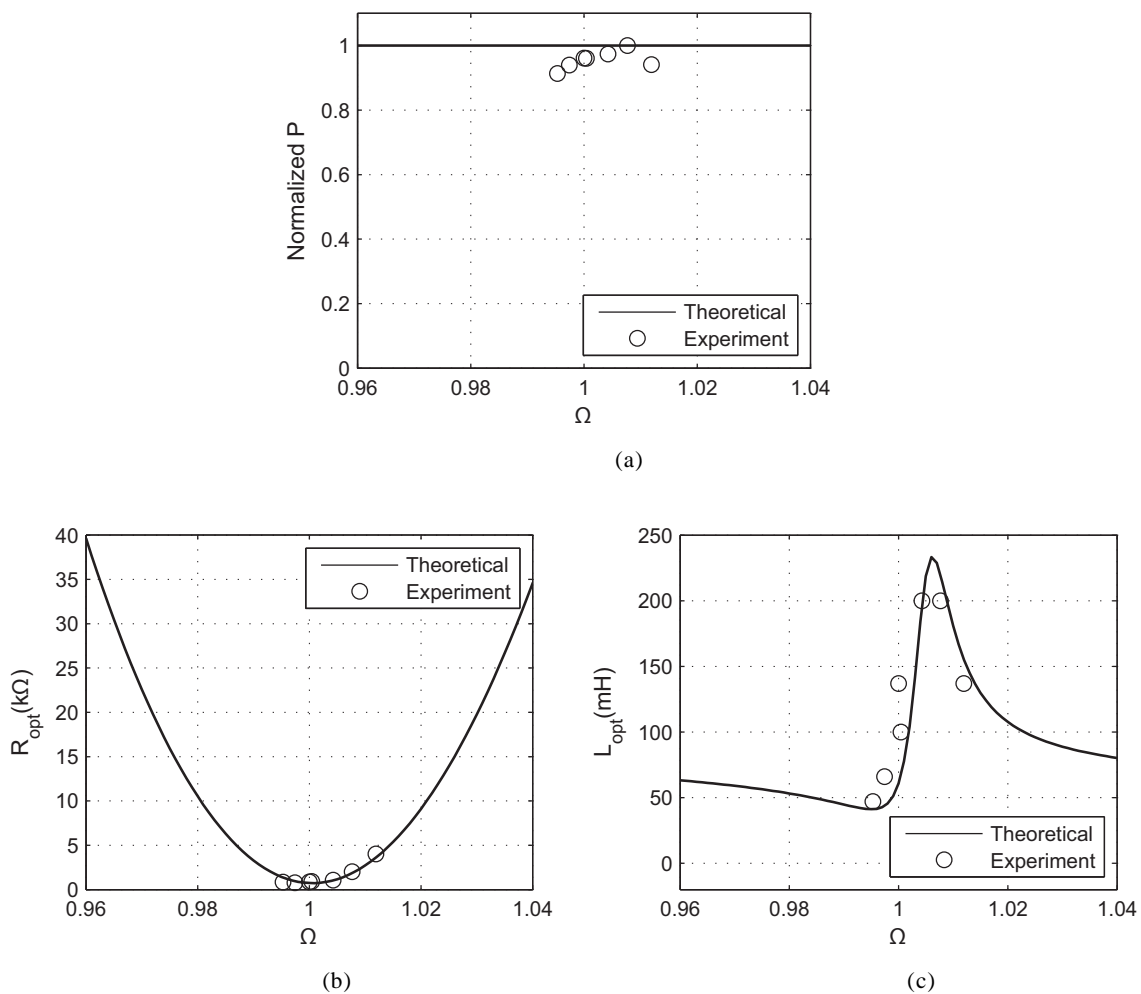 1
0.8
0.6
0.4
0.2
0
Normalized P
Theoretical
Experiment
0.96
0.98
1
1.02
1.04
Ω
(a)
40
35
30
25
20
15
10
5
0
R_opt(kΩ)
Theoretical
Experiment
0.96
0.98
1
1.02
1.04
Ω
(b)
250
200
150
100
50
0
L_opt(mH)
Theoretical
Experiment
0.96
0.98
1
1.02
1.04
Ω
(c)